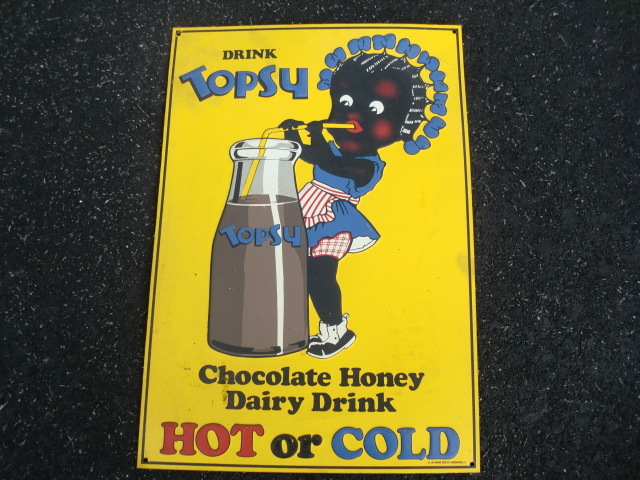 DRINK
TOPSY
TOPSY
Chocolate Honey
Dairy Drink
HOT or COLD